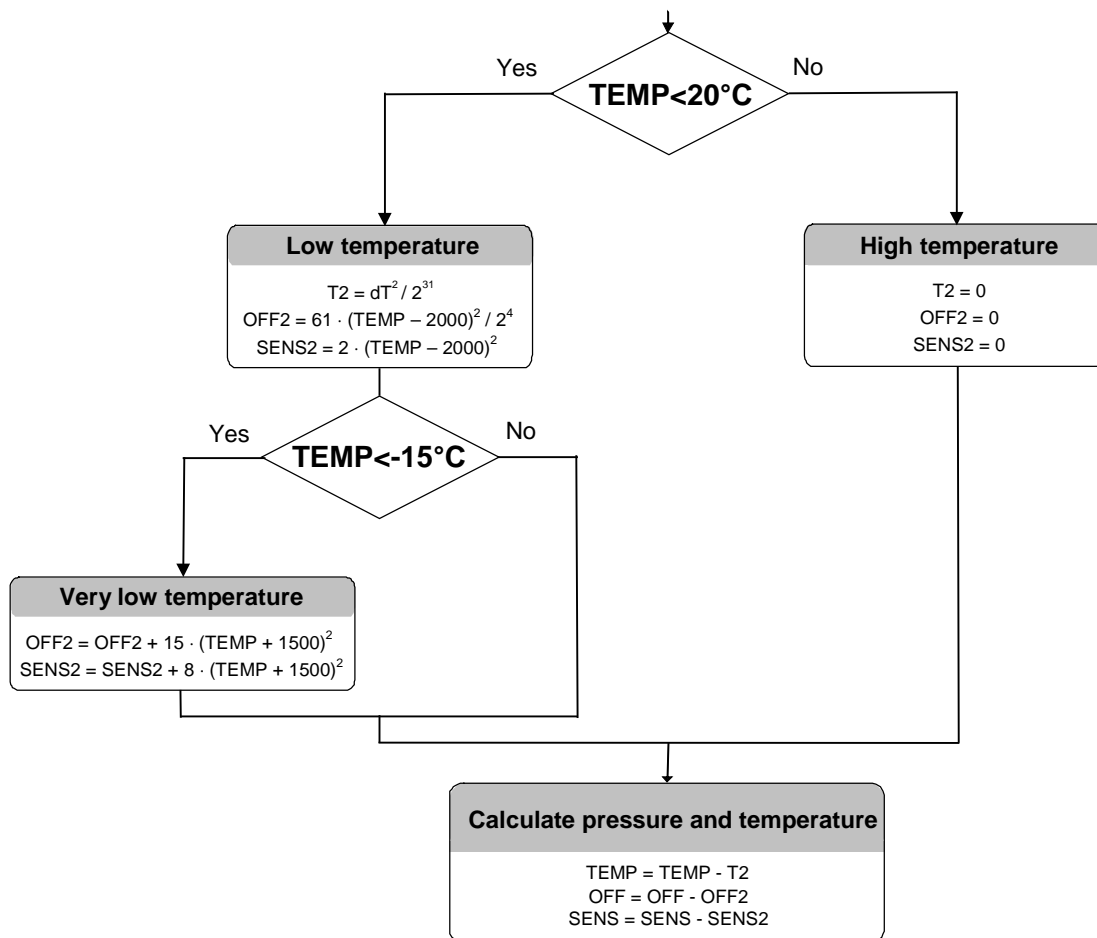 Yes
No
TEMP<20°C
Low temperature
T2 = dT² / 2³¹
OFF2 = 61 · (TEMP – 2000)² / 2⁴
SENS2 = 2 · (TEMP – 2000)²
High temperature
T2 = 0
OFF2 = 0
SENS2 = 0
Yes
No
TEMP<-15°C
Very low temperature
OFF2 = OFF2 + 15 · (TEMP + 1500)²
SENS2 = SENS2 + 8 · (TEMP + 1500)²
Calculate pressure and temperature
TEMP = TEMP - T2
OFF = OFF - OFF2
SENS = SENS - SENS2